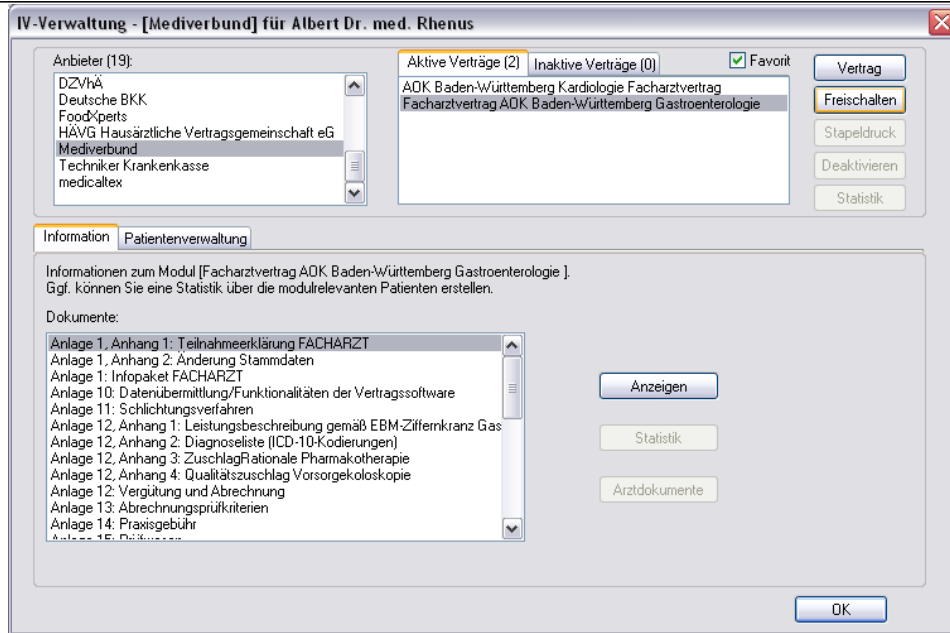 IV-Verwaltung - [Mediverbund] für Albert Dr. med. Rhenus
Anbieter (19):
DZVhÄ
Deutsche BKK
FoodXperts
HÄVG Hausärztliche Vertragsgemeinschaft eG
Mediverbund
Techniker Krankenkasse
medicaltex
Aktive Verträge (2)
Inaktive Verträge (0)
Favorit
AOK Baden-Württemberg Kardiologie Facharztvertrag
Facharztvertrag AOK Baden-Württemberg Gastroenterologie
Vertrag
Freischalten
Stapeldruck
Deaktivieren
Statistik
Information
Patientenverwaltung
Informationen zum Modul [Facharztvertrag AOK Baden-Württemberg Gastroenterologie ].
Ggf. können Sie eine Statistik über die modulrelevanten Patienten erstellen.
Dokumente:
Anlage 1, Anhang 1: Teilnahmeerklärung FACHARZT
Anlage 1, Anhang 2: Änderung Stammdaten
Anlage 1: Infopaket FACHARZT
Anlage 10: Datenübermittlung/Funktionalitäten der Vertragssoftware
Anlage 11: Schlichtungsverfahren
Anlage 12, Anhang 1: Leistungsbeschreibung gemäß EBM-Ziffernkranz Gas
Anlage 12, Anhang 2: Diagnoseliste (ICD-10-Kodierungen)
Anlage 12, Anhang 3: ZuschlagRationale Pharmakotherapie
Anlage 12, Anhang 4: Qualitätszuschlag Vorsorgekoloskopie
Anlage 12: Vergütung und Abrechnung
Anlage 13: Abrechnungsprüfkriterien
Anlage 14: Praxisgebühr
Anlage 15: Prüfwesen
Anzeigen
Statistik
Arztdokumente
OK